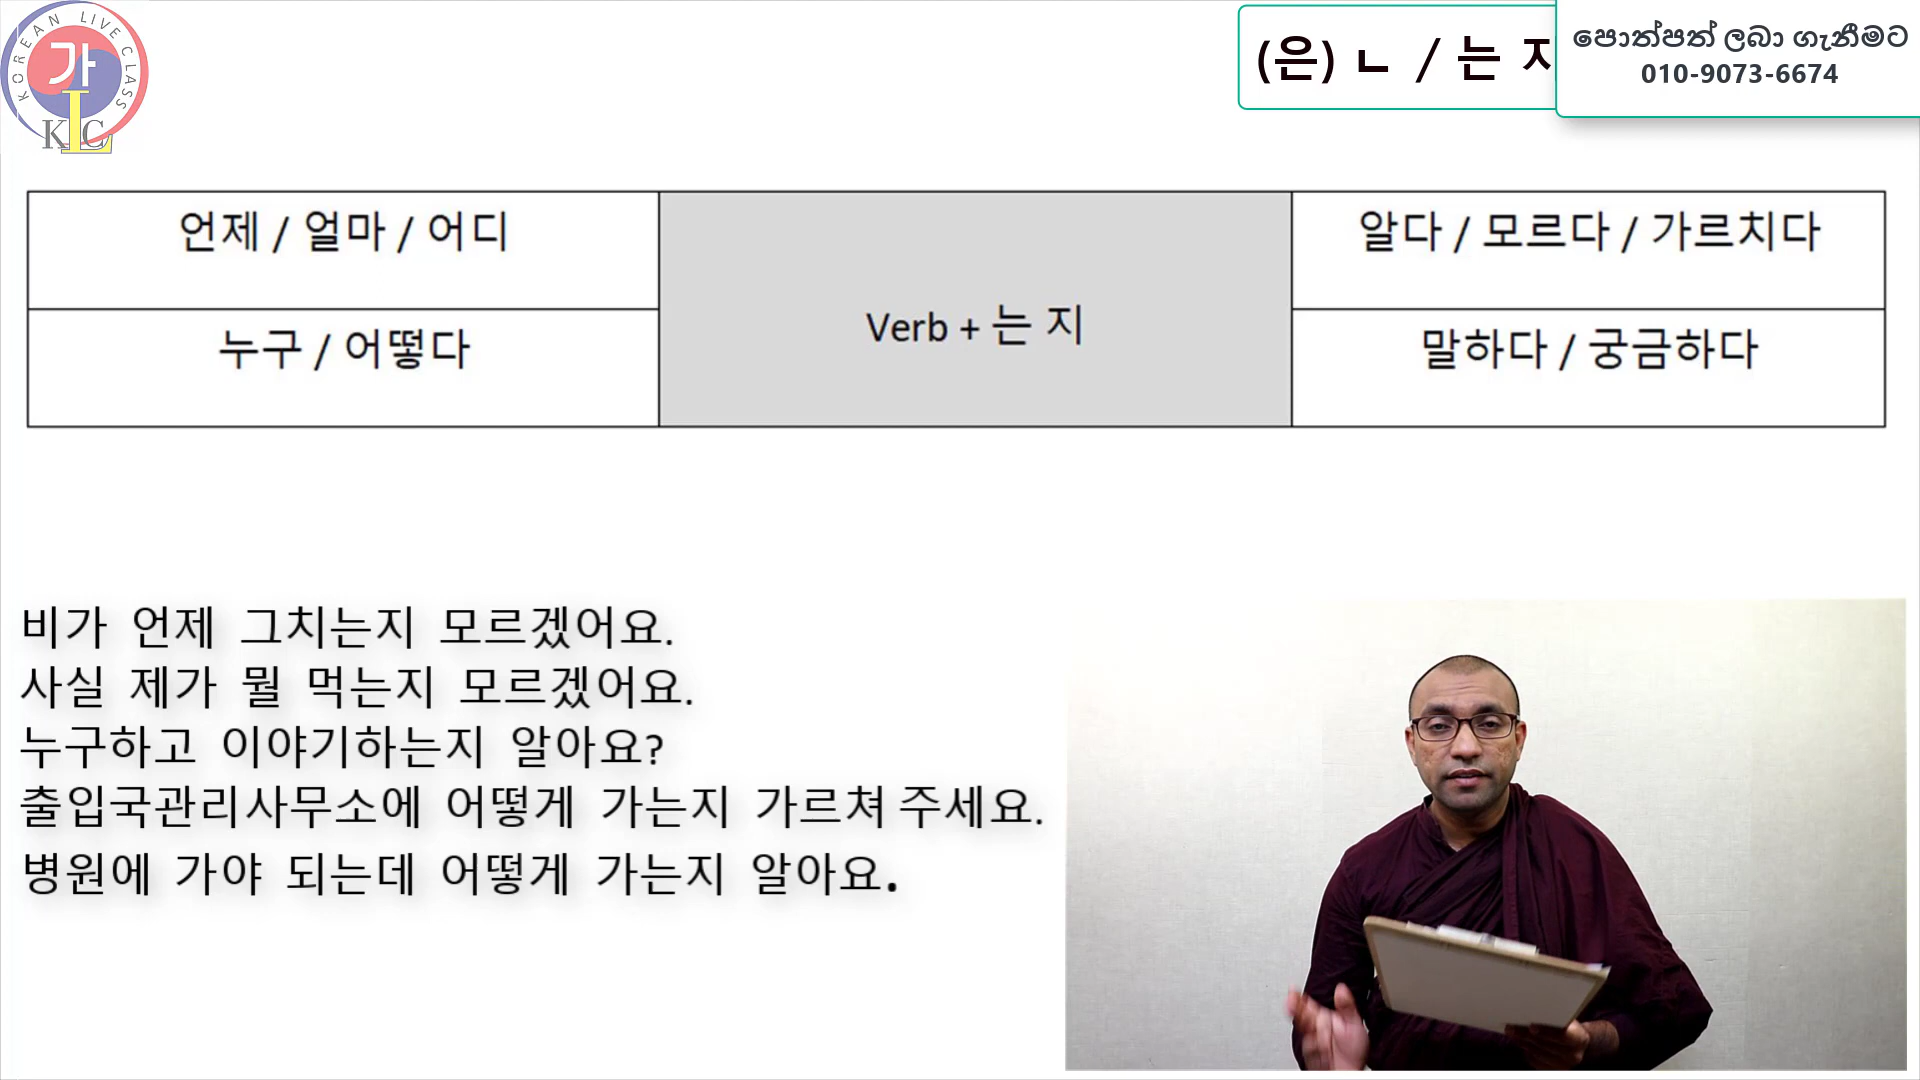 KOREAN LIVE CLASS
가
KLC
(은) ㄴ / 는 지
පොත්පත් ලබා ගැනීමට
010-9073-6674
언제 / 얼마 / 어디
알다 / 모르다 / 가르치다
Verb + 는 지
누구 / 어떻다
말하다 / 궁금하다
비가 언제 그치는지 모르겠어요.
사실 제가 뭘 먹는지 모르겠어요.
누구하고 이야기하는지 알아요?
출입국관리사무소에 어떻게 가는지 가르쳐 주세요.
병원에 가야 되는데 어떻게 가는지 알아요.